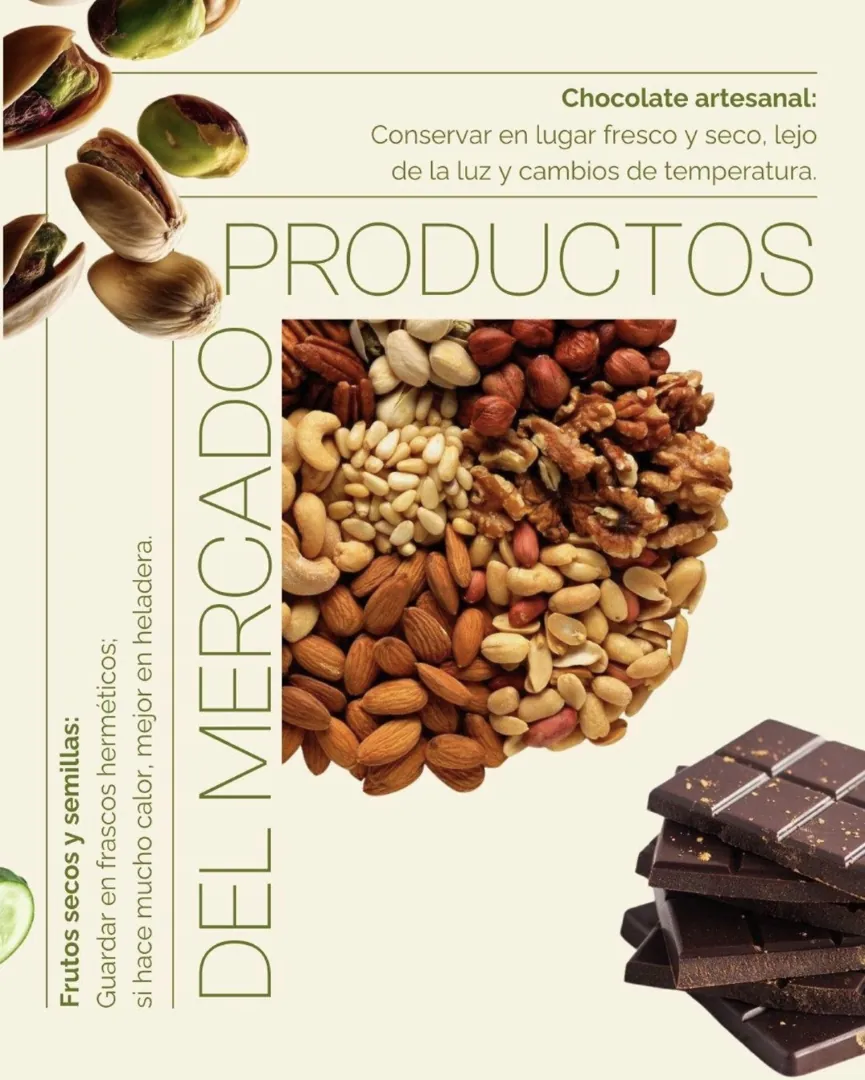 Chocolate artesanal:
Conservar en lugar fresco y seco, lejo
de la luz y cambios de temperatura.
PRODUCTOS
DEL MERCADO
Frutos secos y semillas:
Guardar en frascos herméticos;
si hace mucho calor, mejor en heladera.